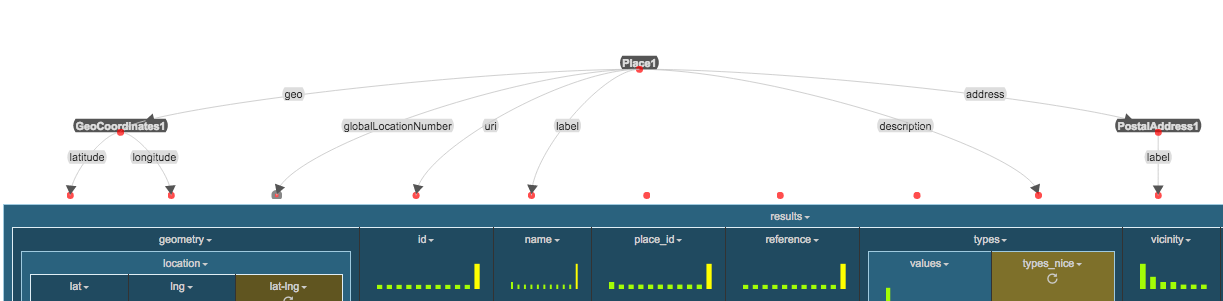 Place1
geo
address
GeoCoordinates1
globalLocationNumber
uri
label
description
PostalAddress1
latitude
longitude
label
results
geometry
id
name
place_id
reference
types
vicinity
location
values
types_nice
lat
lng
lat-lng